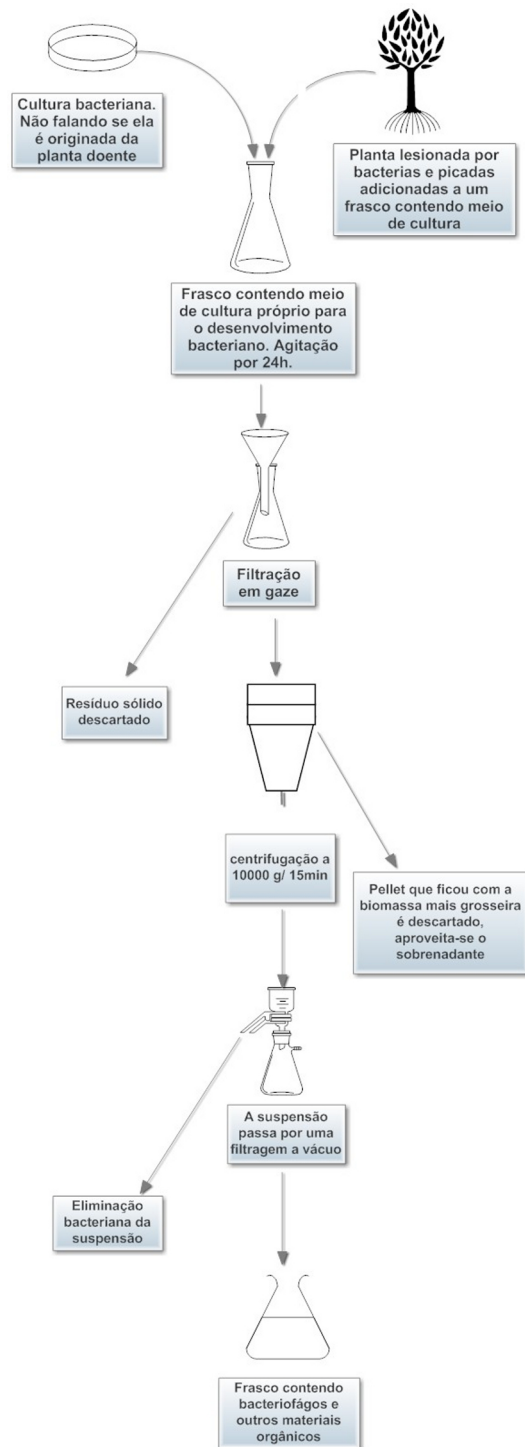 Cultura bacteriana.
Não falando se ela
é originada da
planta doente
Planta lesionada por
bacterias e picadas
adicionadas a um
frasco contendo meio
de cultura
Frasco contendo meio
de cultura próprio para
o desenvolvimento
bacteriano. Agitação
por 24h.
Filtração
em gaze
Resíduo sólido
descartado
centrifugação a
10000 g/ 15min
Pellet que ficou com a
biomassa mais grosseira
é descartado,
aproveita-se o
sobrenadante
A suspensão
passa por uma
filtragem a vácuo
Eliminação
bacteriana da
suspensão
Frasco contendo
bacteriofágos e
outros materiais
orgânicos